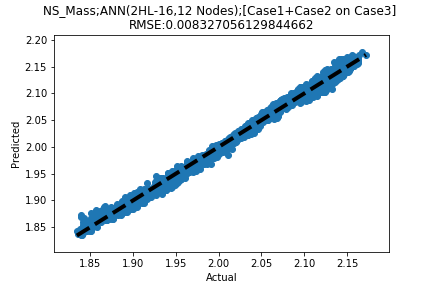 NS_Mass;ANN(2HL-16,12 Nodes);[Case1+Case2 on Case3]
RMSE:0.008327056129844662
2.20
2.15
2.10
2.05
2.00
1.95
1.90
1.85
Predicted
1.85 1.90 1.95 2.00 2.05 2.10 2.15
Actual